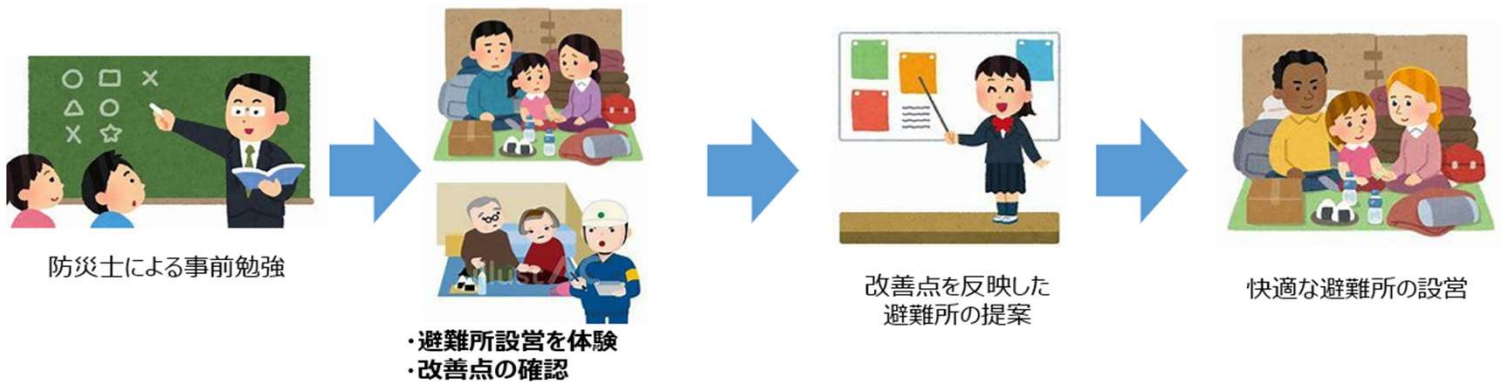 防災士による事前勉強
・避難所設営を体験
・改善点の確認
改善点を反映した
避難所の提案
快適な避難所の設営